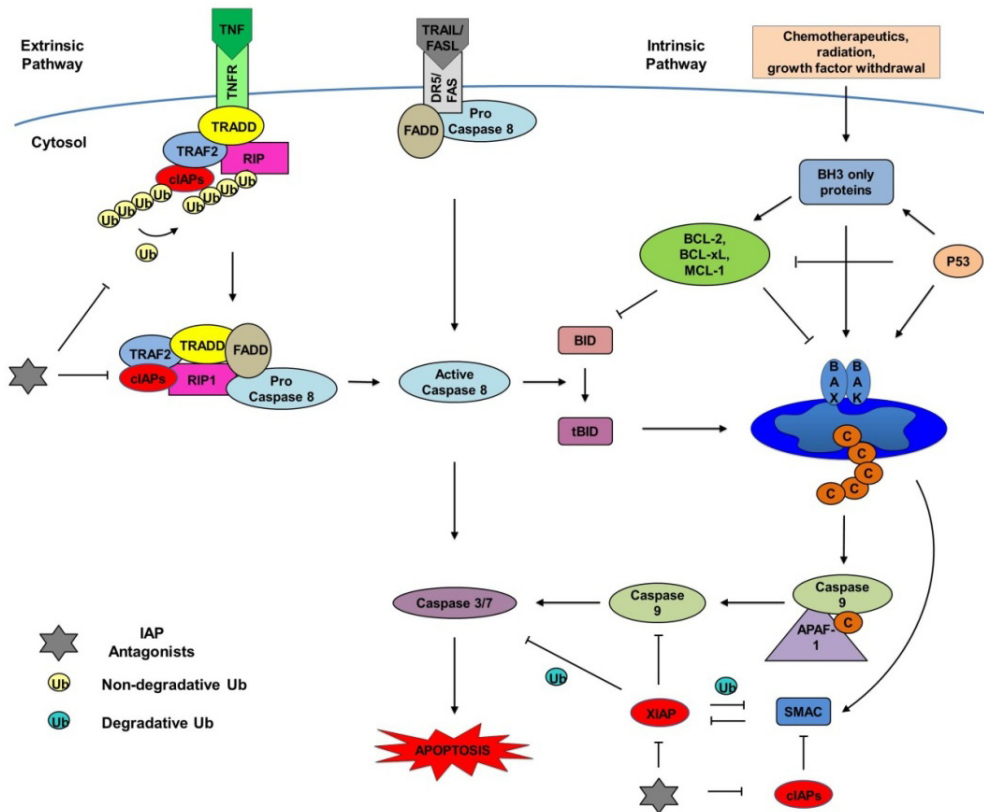 Extrinsic
Pathway
TNF
TNFR
TRADD
TRAF2
RIP
cIAPs
Ub
Ub
Ub
Ub
Ub
Ub
Ub
Ub
Ub
Cytosol
TRAIL/
FASL
DR5/
FAS
FADD
Pro
Caspase 8
Intrinsic
Pathway
Chemotherapeutics,
radiation,
growth factor withdrawal
BH3 only
proteins
BCL-2,
BCL-xL,
MCL-1
P53
BID
tBID
BAX
BAK
C
C
C
C
C
TRAF2
TRADD
FADD
cIAPs
RIP1
Pro
Caspase 8
Active
Caspase 8
Caspase 3/7
Caspase
9
Caspase
9
C
APAF-
1
Ub
XIAP
Ub
SMAC
cIAPs
APOPTOSIS
IAP
Antagonists
Ub
Non-degradative Ub
Ub
Degradative Ub